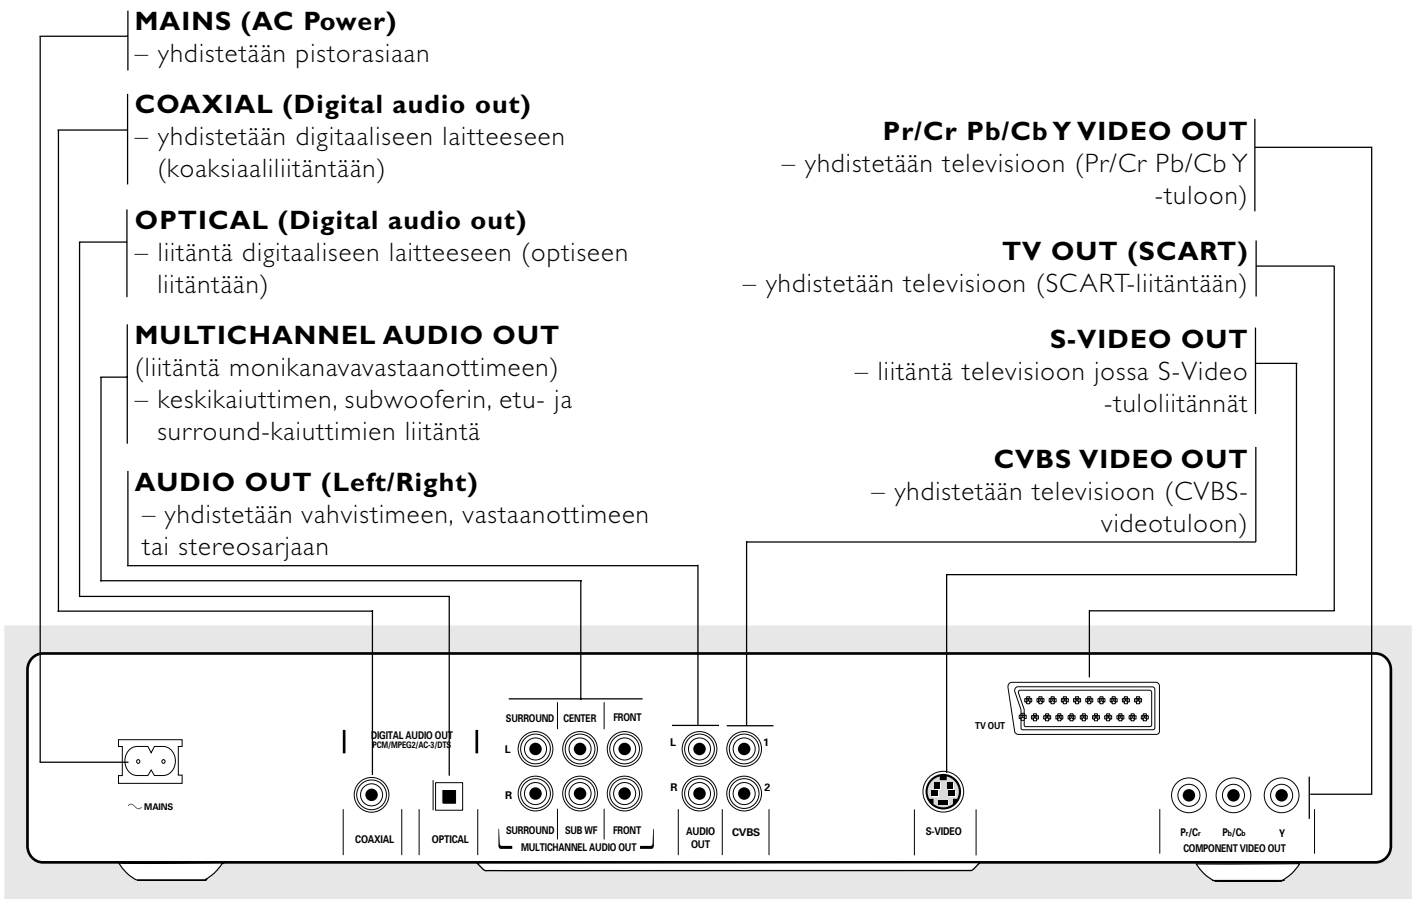 MAINS (AC Power)
– yhdistetään pistorasiaan
COAXIAL (Digital audio out)
– yhdistetään digitaaliseen laitteeseen
(koaksiaaliliitäntään)
OPTICAL (Digital audio out)
– liitäntä digitaaliseen laitteeseen (optiseen
liitäntään)
MULTICHANNEL AUDIO OUT
(liitäntä monikanavavastaanottimeen)
– keskikaiuttimen, subwooferin, etu- ja
surround-kaiuttimien liitäntä
AUDIO OUT (Left/Right)
– yhdistetään vahvistimeen, vastaanottimeen
tai stereosarjaan
Pr/Cr Pb/Cb Y VIDEO OUT
– yhdistetään televisioon (Pr/Cr Pb/Cb Y
-tuloon)
TV OUT (SCART)
– yhdistetään televisioon (SCART-liitäntään)
S-VIDEO OUT
– liitäntä televisioon jossa S-Video
-tuloliitännät
CVBS VIDEO OUT
– yhdistetään televisioon (CVBS-
videotuloon)
~ MAINS
DIGITAL AUDIO OUT
PCM/MPEG2/AC-3/DTS
COAXIAL
OPTICAL
SURROUND CENTER FRONT
L
R
SURROUND SUB WF FRONT
MULTICHANNEL AUDIO OUT
L
R
AUDIO
OUT
1
2
CVBS
S-VIDEO
TV OUT
Pr/Cr Pb/Cb Y
COMPONENT VIDEO OUT